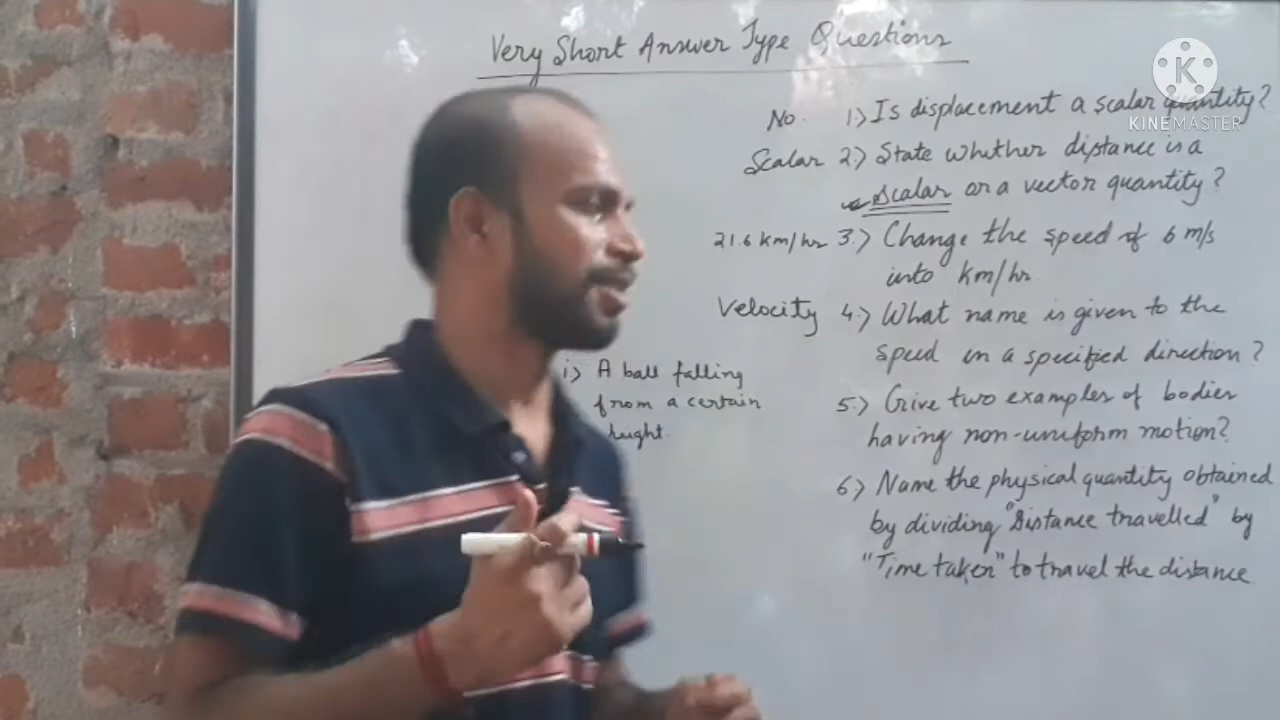 Very Short Answer Type Questions
No. 1.> Is displacement a scalar quantity?
Scalar 2.> State whether distance is a
Scalar or a vector quantity?
21.6 km/hr 3.> Change the speed of 6 m/s
into km/hr
Velocity 4.> What name is given to the
speed in a specified direction?
i> A ball falling
from a certain
height.
5.> Give two examples of bodies
having non-uniform motion?
6.> Name the physical quantity obtained
by dividing "Distance travelled" by
"Time taken" to travel the distance
K
KINEMASTER